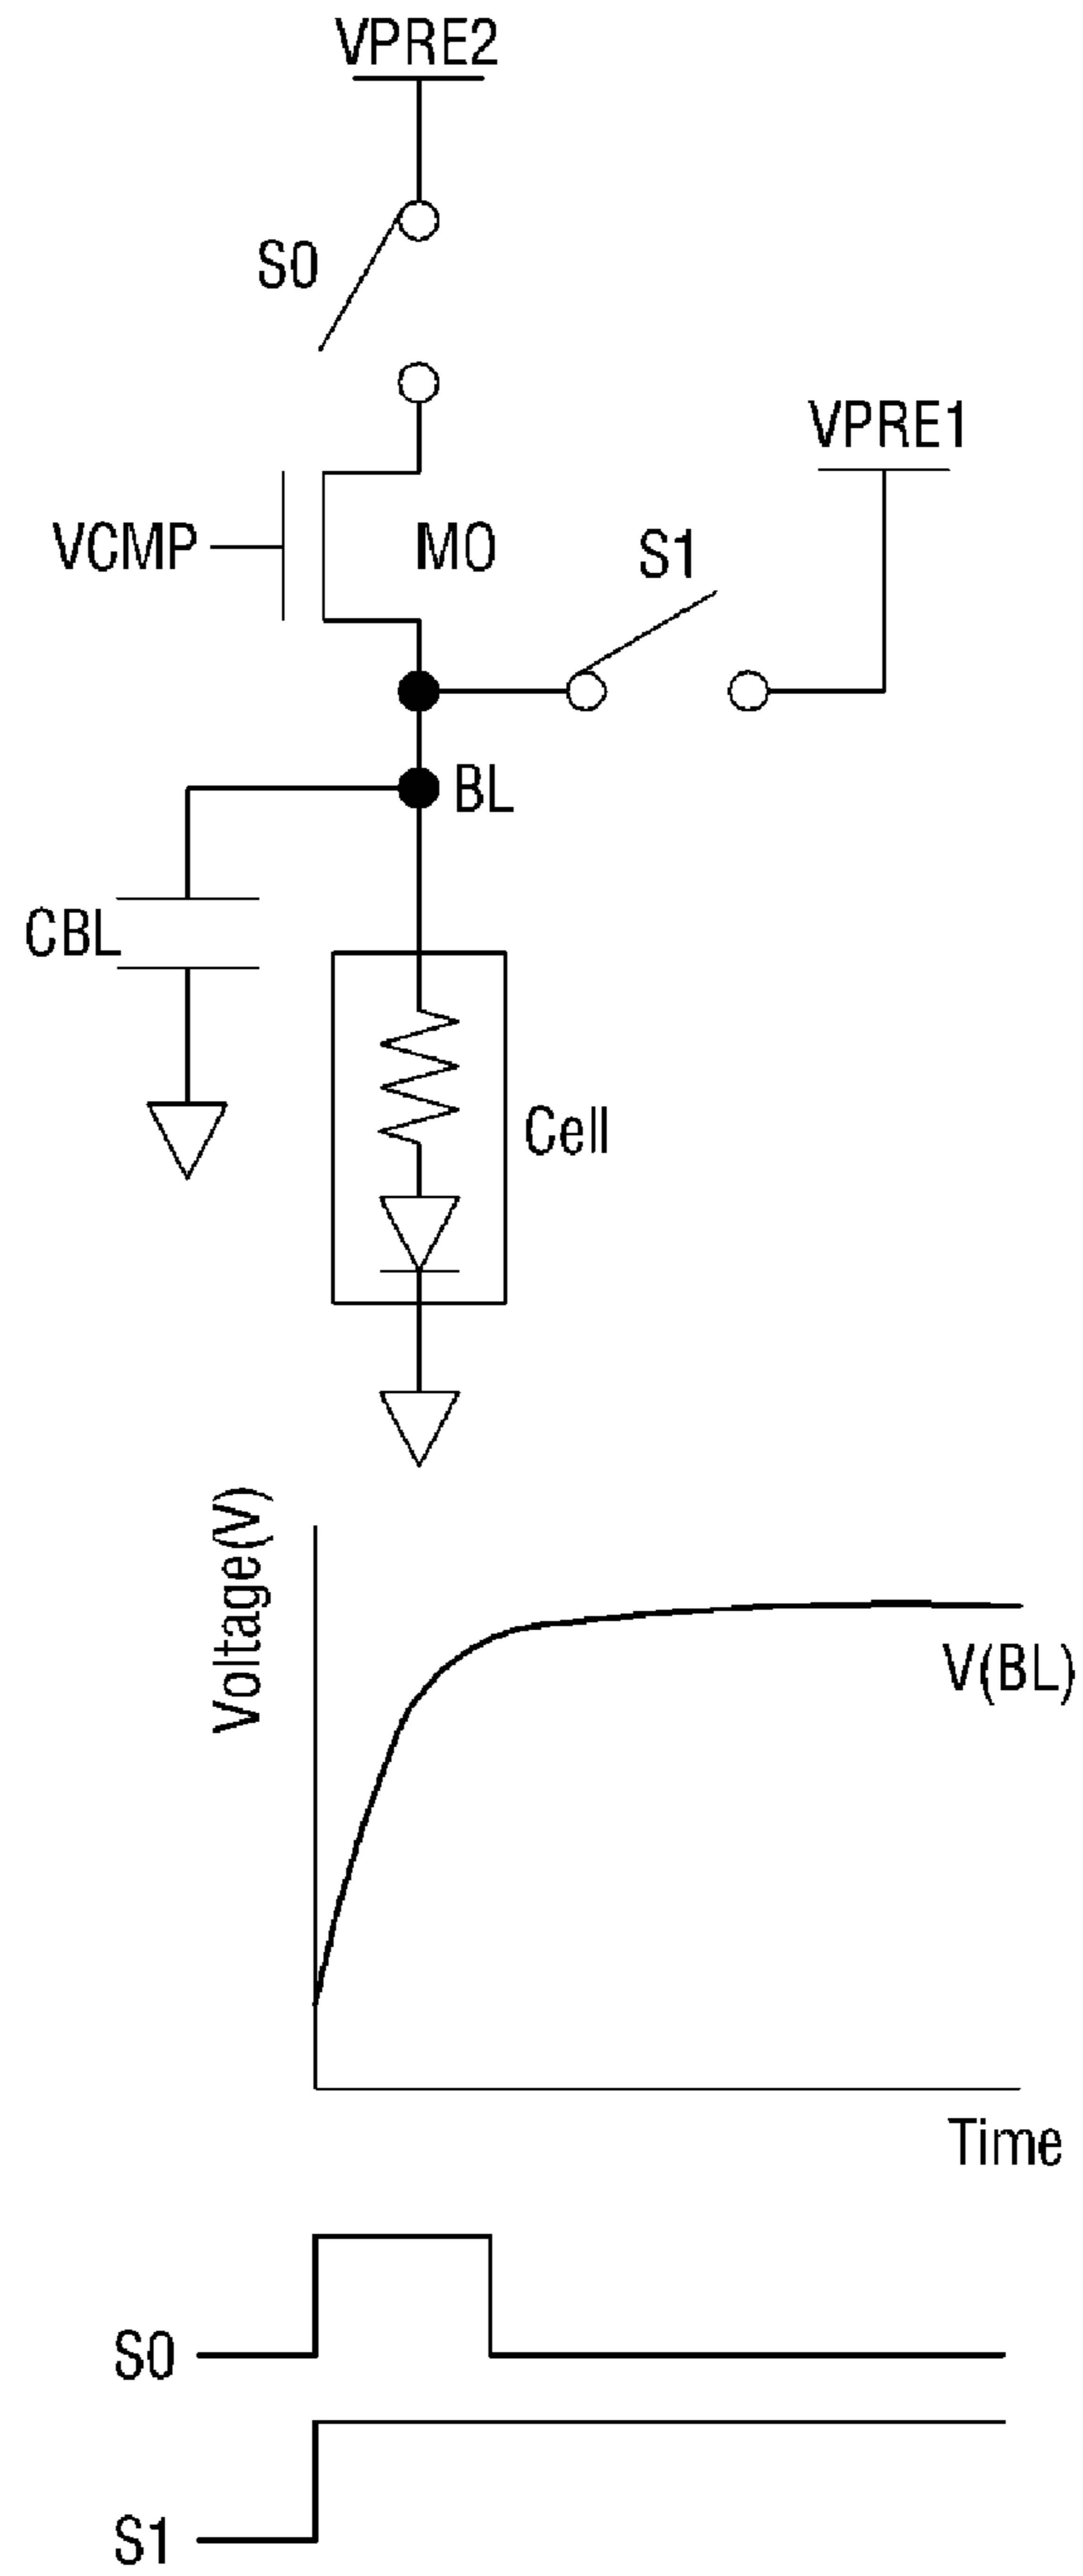 VPRE2
S0
VPRE1
VCMP
M0
S1
BL
CBL
Cell
Voltage(V)
V(BL)
Time
S0
S1